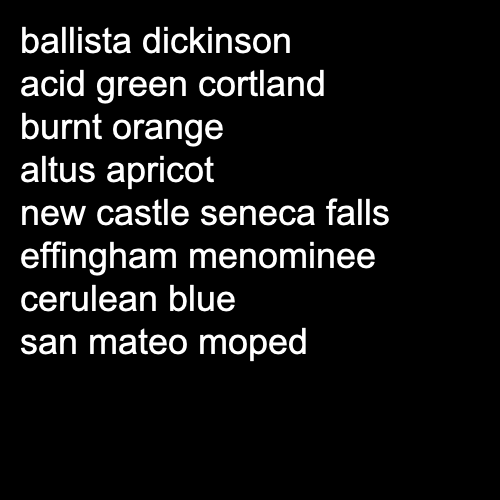 ballista dickinson
acid green cortland
burnt orange
altus apricot
new castle seneca falls
effingham menominee
cerulean blue
san mateo moped